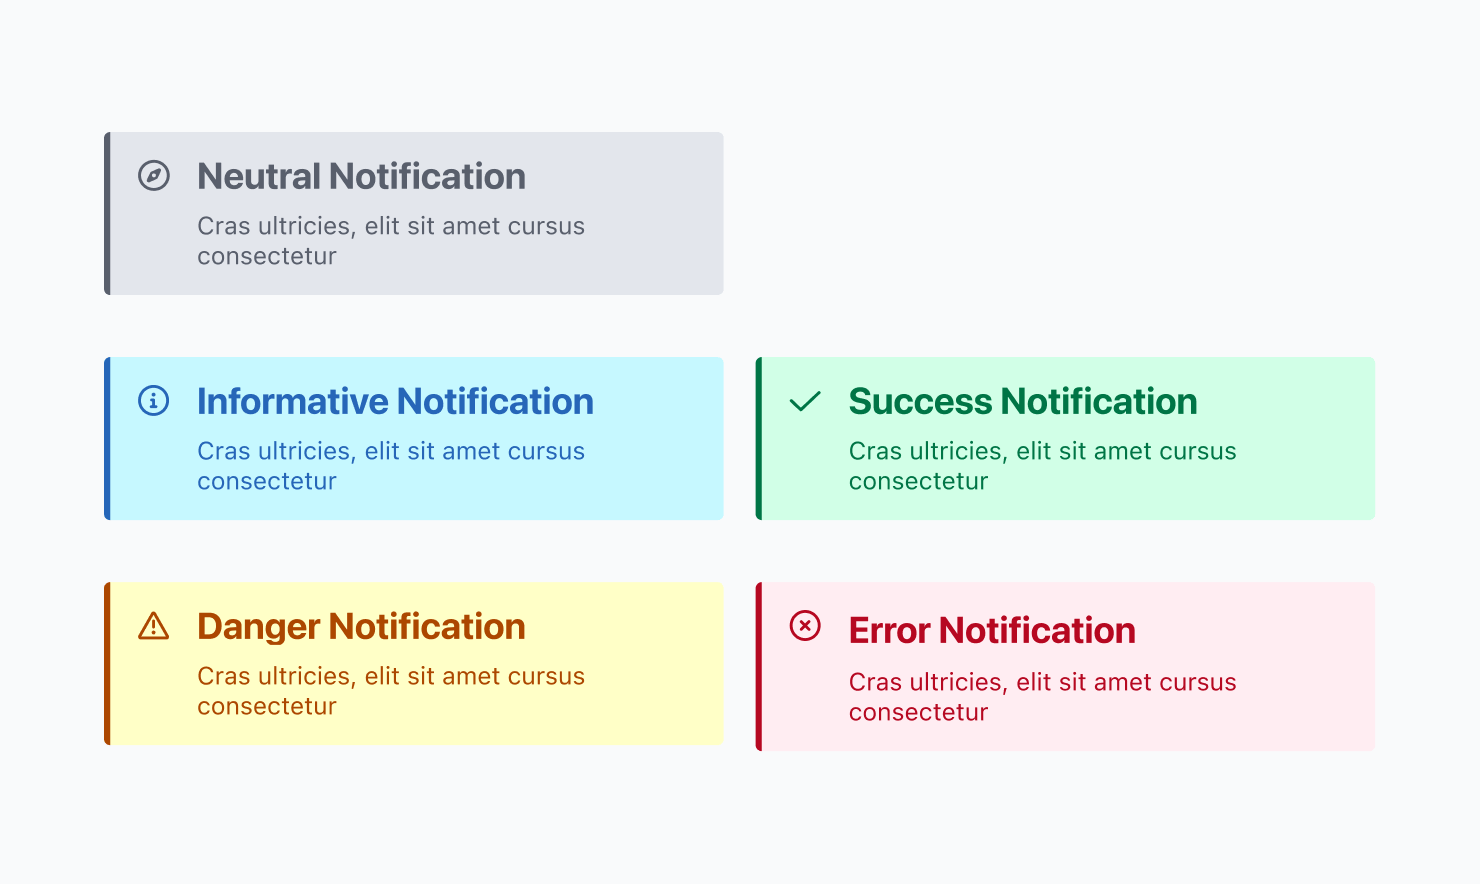 Neutral Notification
Cras ultricies, elit sit amet cursus
consectetur
Informative Notification
Cras ultricies, elit sit amet cursus
consectetur
Success Notification
Cras ultricies, elit sit amet cursus
consectetur
Danger Notification
Cras ultricies, elit sit amet cursus
consectetur
Error Notification
Cras ultricies, elit sit amet cursus
consectetur